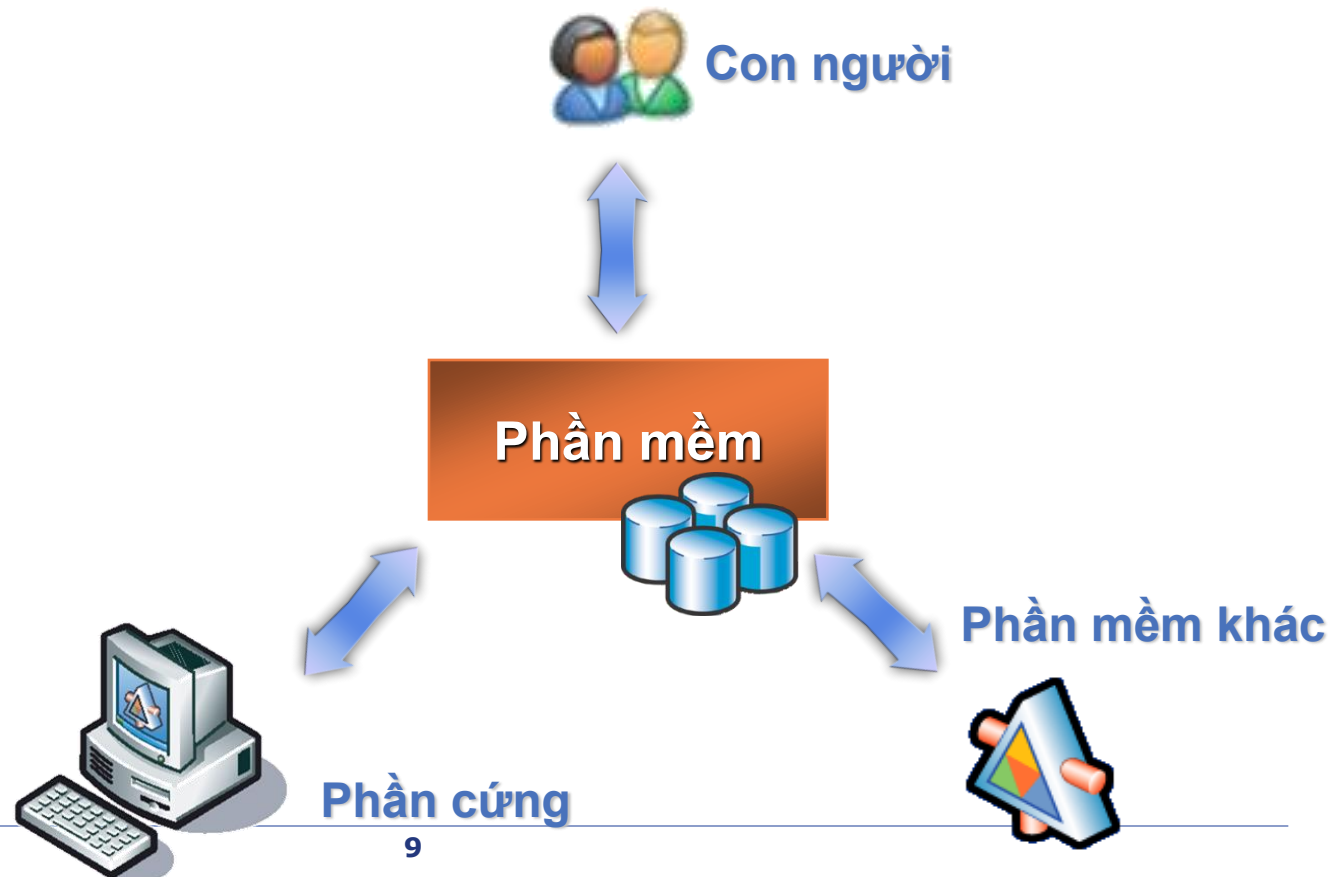 Con người
Phần mềm
Phần mềm khác
Phần cứng
9